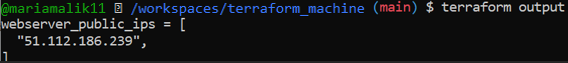 @mariamalik11 /workspaces/terraform_machine (main) $ terraform output
webserver_public_ips = [
  "51.112.186.239",
]